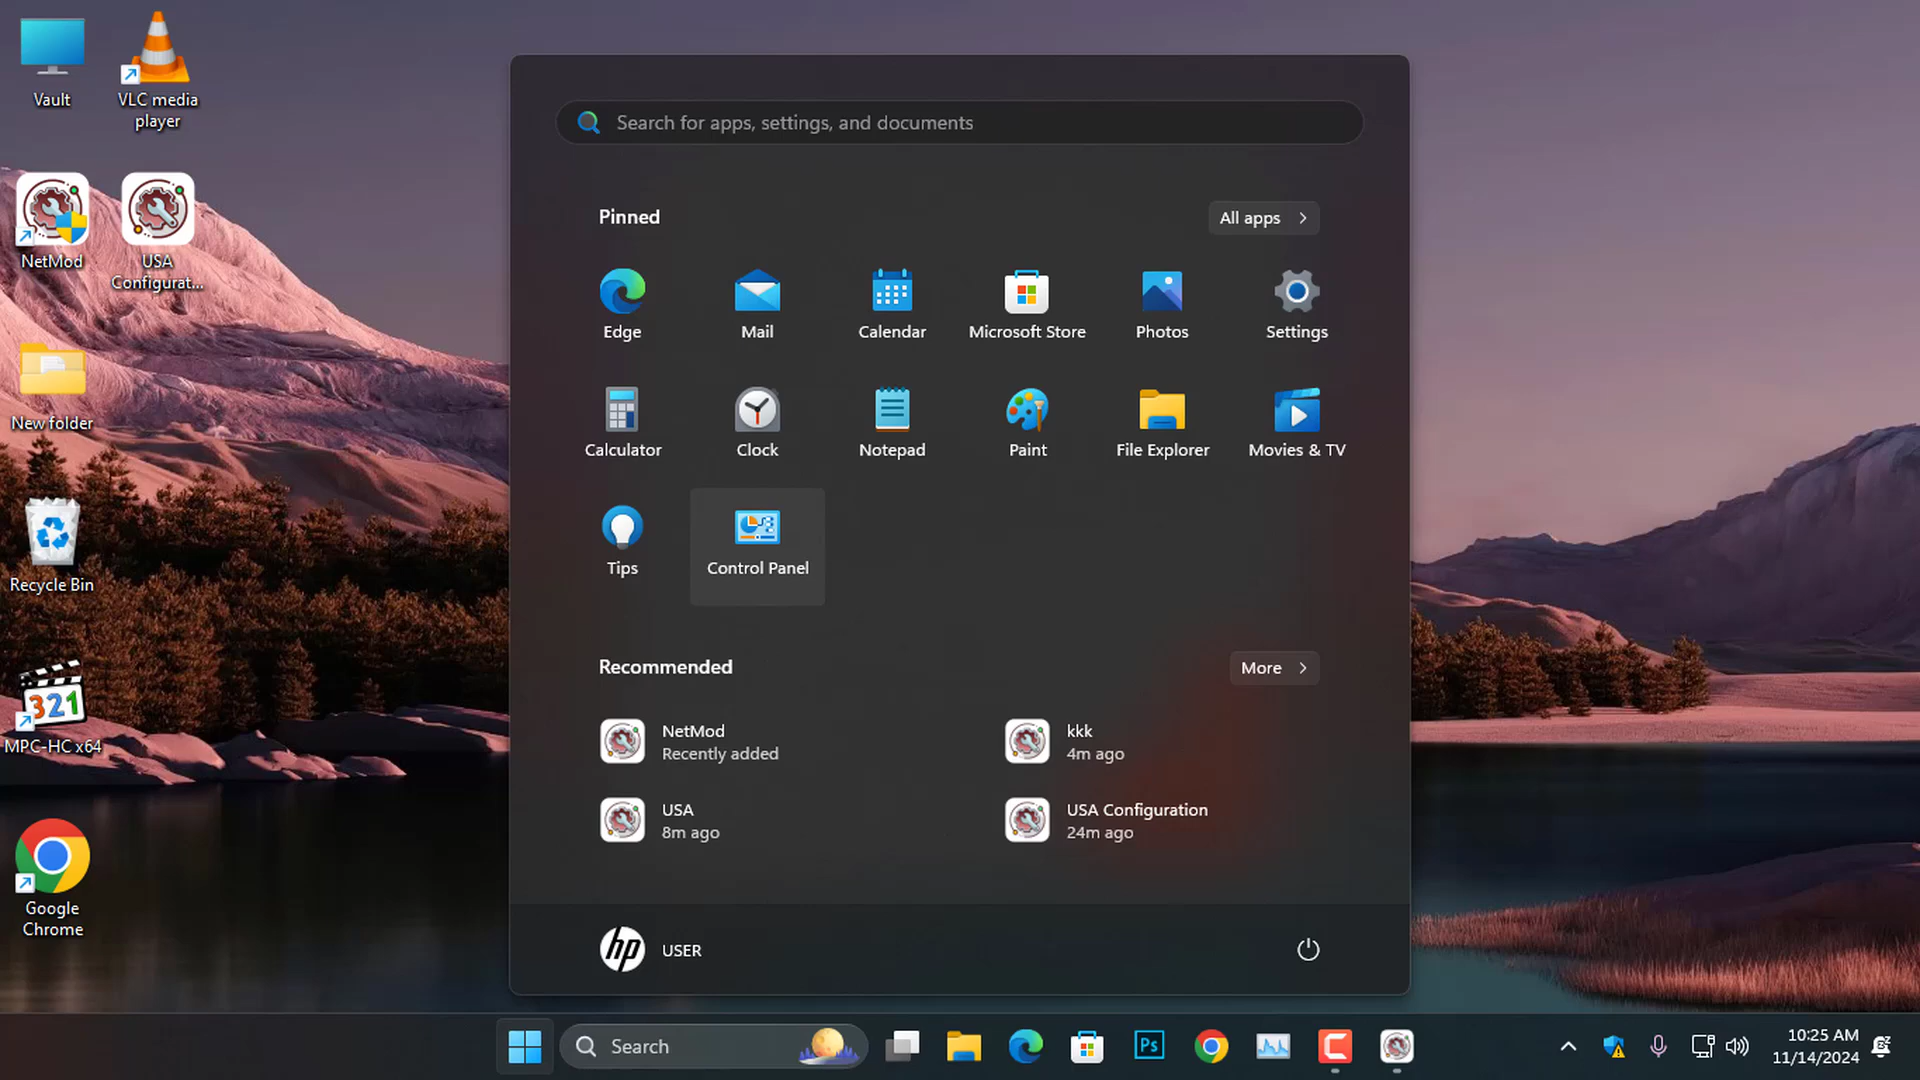 Vault
VLC media
player
NetMod
USA
Configurat...
New folder
Recycle Bin
321
MPC-HC x64
Google
Chrome
Search for apps, settings, and documents
Pinned
All apps
Edge
Mail
Calendar
Microsoft Store
Photos
Settings
Calculator
Clock
Notepad
Paint
File Explorer
Movies & TV
Tips
Control Panel
Recommended
More
NetMod
Recently added
kkk
4m ago
USA
8m ago
USA Configuration
24m ago
hp
USER
Search
Ps
10:25 AM
11/14/2024